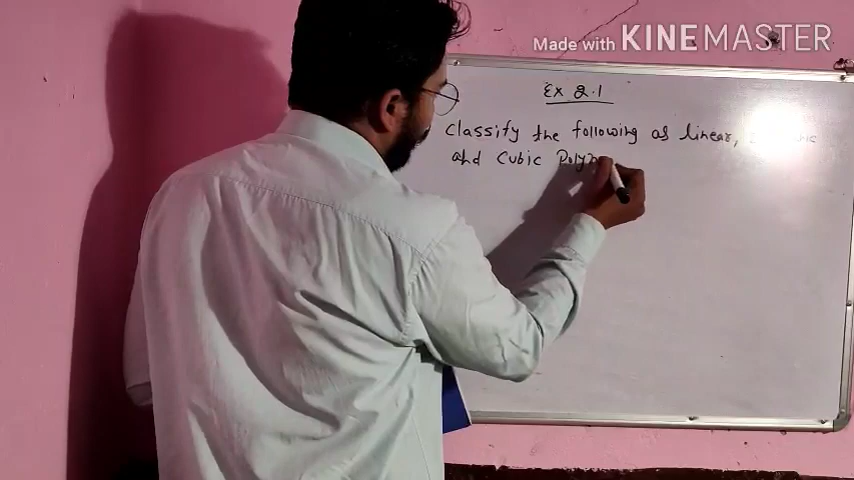 Made with KINEMASTER
Ex 2.1
Classify the following as linear,
and Cubic Polyn